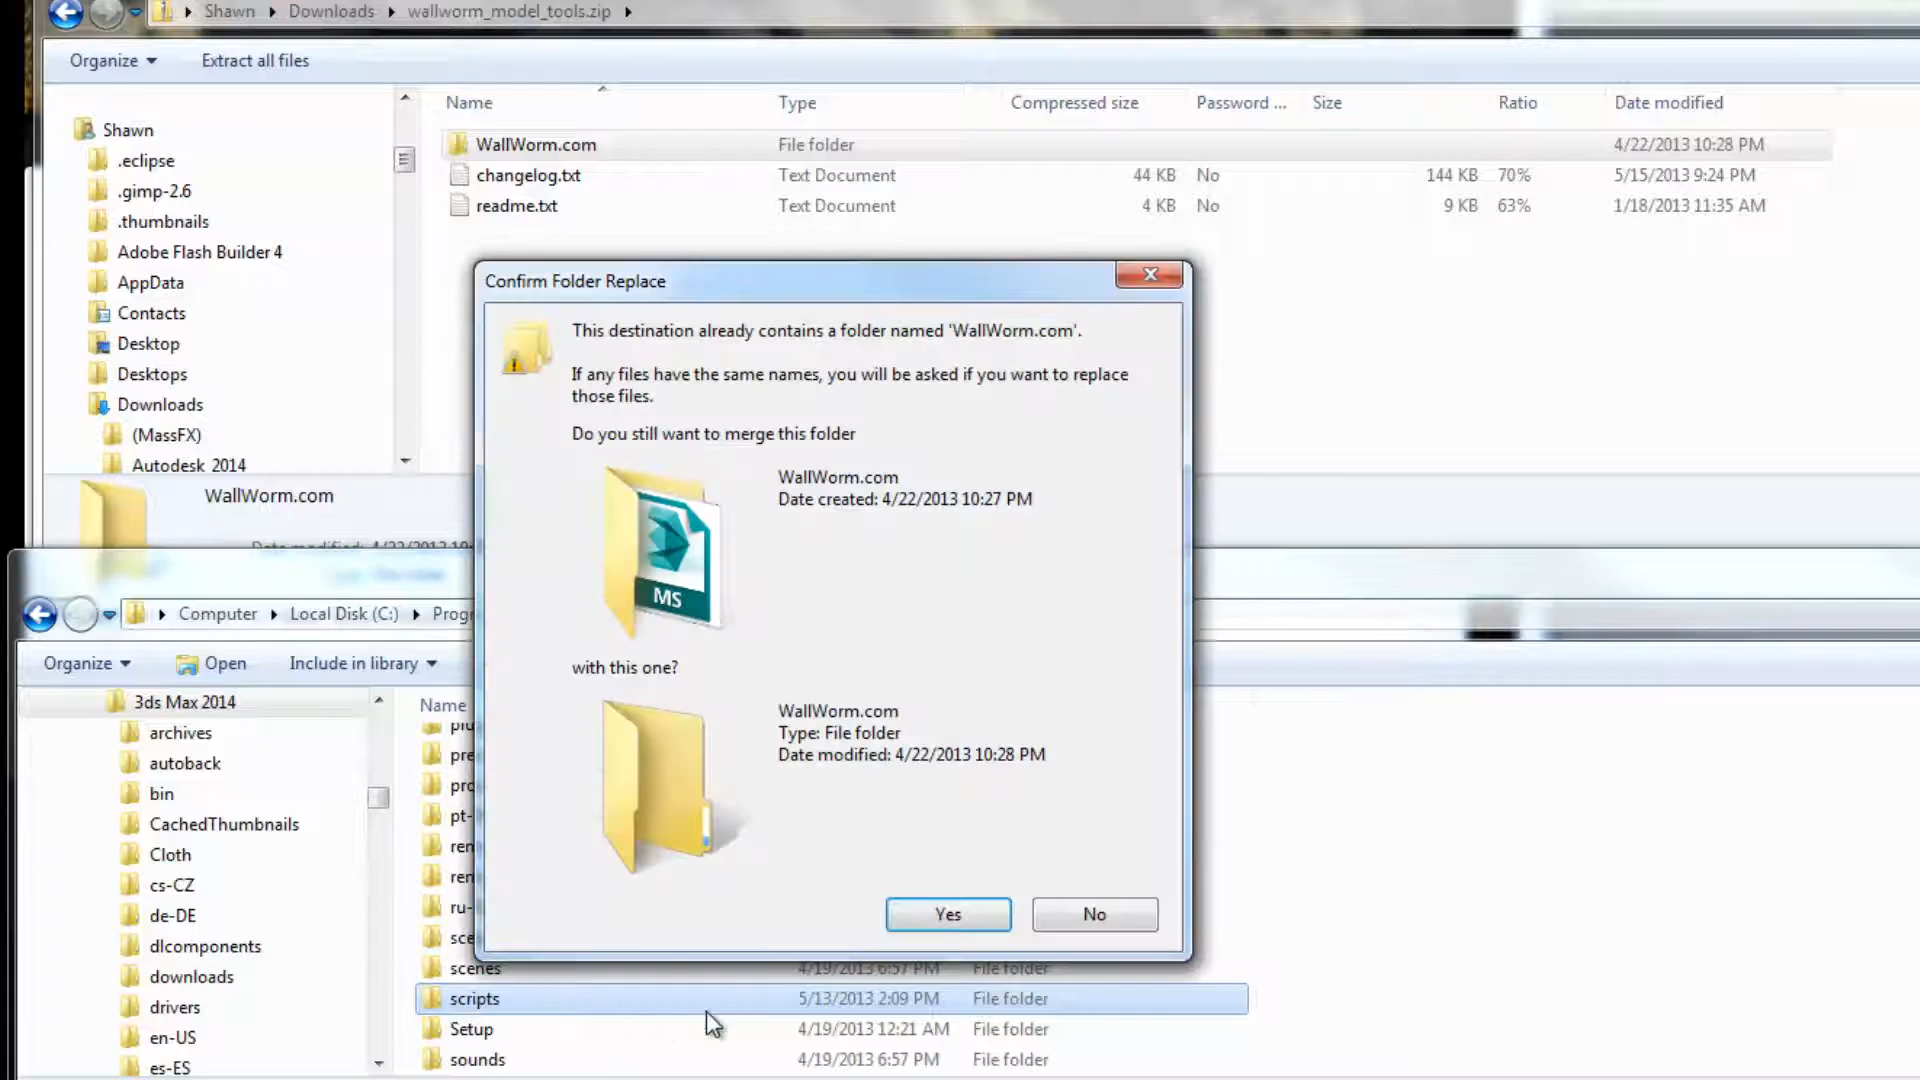 Shawn Downloads wallworm_model_tools.zip
Organize Extract all files
Name Type Compressed size Password ... Size Ratio Date modified
Shawn
.eclipse
.gimp-2.6
.thumbnails
Adobe Flash Builder 4
AppData
Contacts
Desktop
Desktops
Downloads
(MassFX)
Autodesk 2014
WallWorm.com File folder 4/22/2013 10:28 PM
changelog.txt Text Document 44 KB No 144 KB 70% 5/15/2013 9:24 PM
readme.txt Text Document 4 KB No 9 KB 63% 1/18/2013 11:35 AM
WallWorm.com
Confirm Folder Replace
This destination already contains a folder named 'WallWorm.com'.
If any files have the same names, you will be asked if you want to replace
those files.
Do you still want to merge this folder
WallWorm.com
Date created: 4/22/2013 10:27 PM
MS
with this one?
WallWorm.com
Type: File folder
Date modified: 4/22/2013 10:28 PM
Yes No
Computer Local Disk (C:) Progr
Organize Open Include in library
3ds Max 2014
archives
autoback
bin
CachedThumbnails
Cloth
cs-CZ
de-DE
dlcomponents
downloads
drivers
en-US
es-ES
Name
pre
pro
pt-
ren
ren
ru-
sce
scenes 4/19/2013 6:57 PM File folder
scripts 5/13/2013 2:09 PM File folder
Setup 4/19/2013 12:21 AM File folder
sounds 4/19/2013 6:57 PM File folder